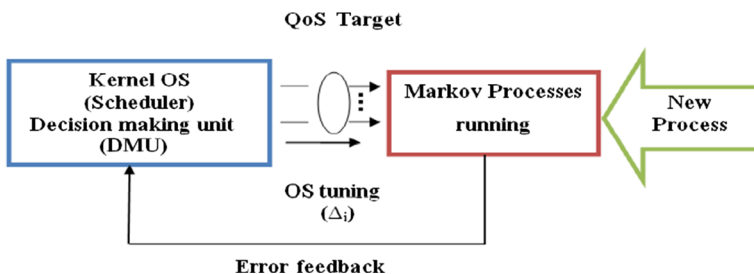 QoS Target
Kernel OS
(Scheduler)
Decision making unit
(DMU)
Markov Processes
running
New
Process
OS tuning
(Δi)
Error feedback